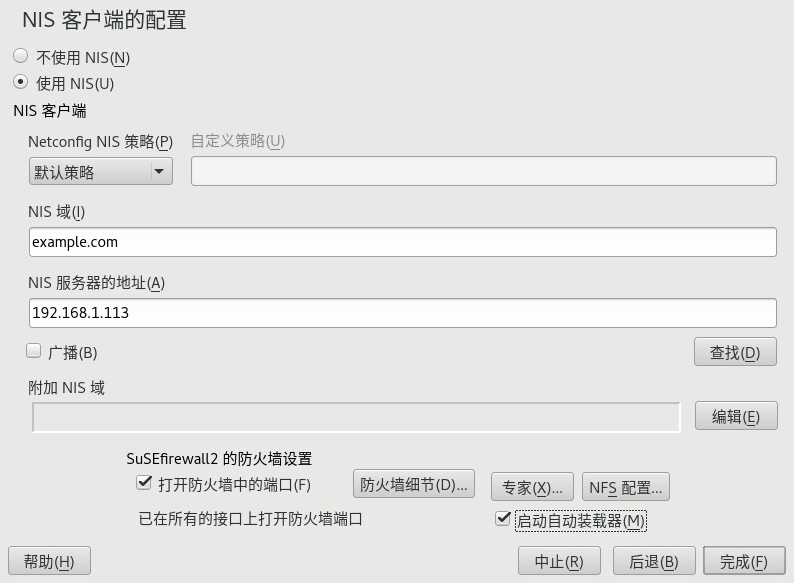 NIS 客户端的配置
不使用 NIS(N)
使用 NIS(U)
NIS 客户端
Netconfig NIS 策略(P) 自定义策略(U)
默认策略
NIS 域(I)
example.com
NIS 服务器的地址(A)
192.168.1.113
广播(B) 查找(D)
附加 NIS 域
编辑(E)
SuSEfirewall2 的防火墙设置
打开防火墙中的端口(F) 防火墙细节(D)... 专家(X)... NFS 配置...
已在所有的接口上打开防火墙端口 启动自动装载器(M)
帮助(H) 中止(R) 后退(B) 完成(F)